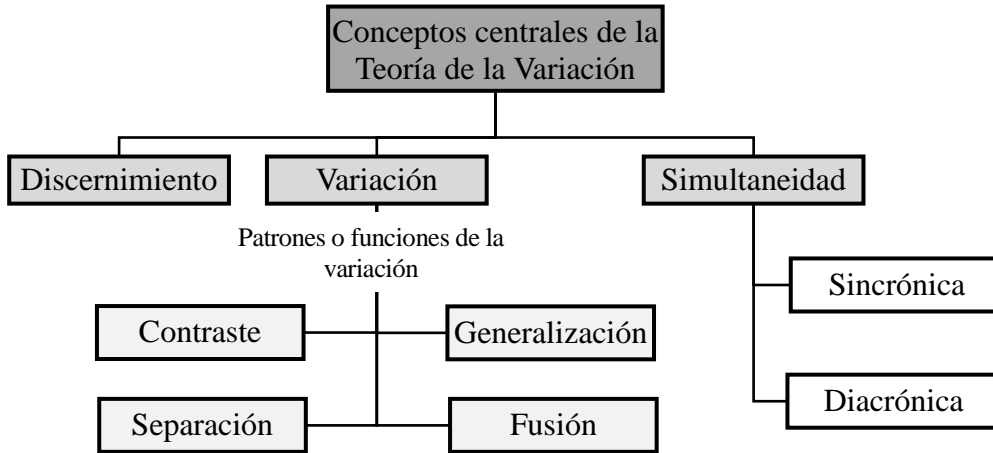 Conceptos centrales de la
Teoría de la Variación
Discernimiento
Variación
Simultaneidad
Patrones o funciones de la
variación
Contraste
Generalización
Separación
Fusión
Sincrónica
Diacrónica